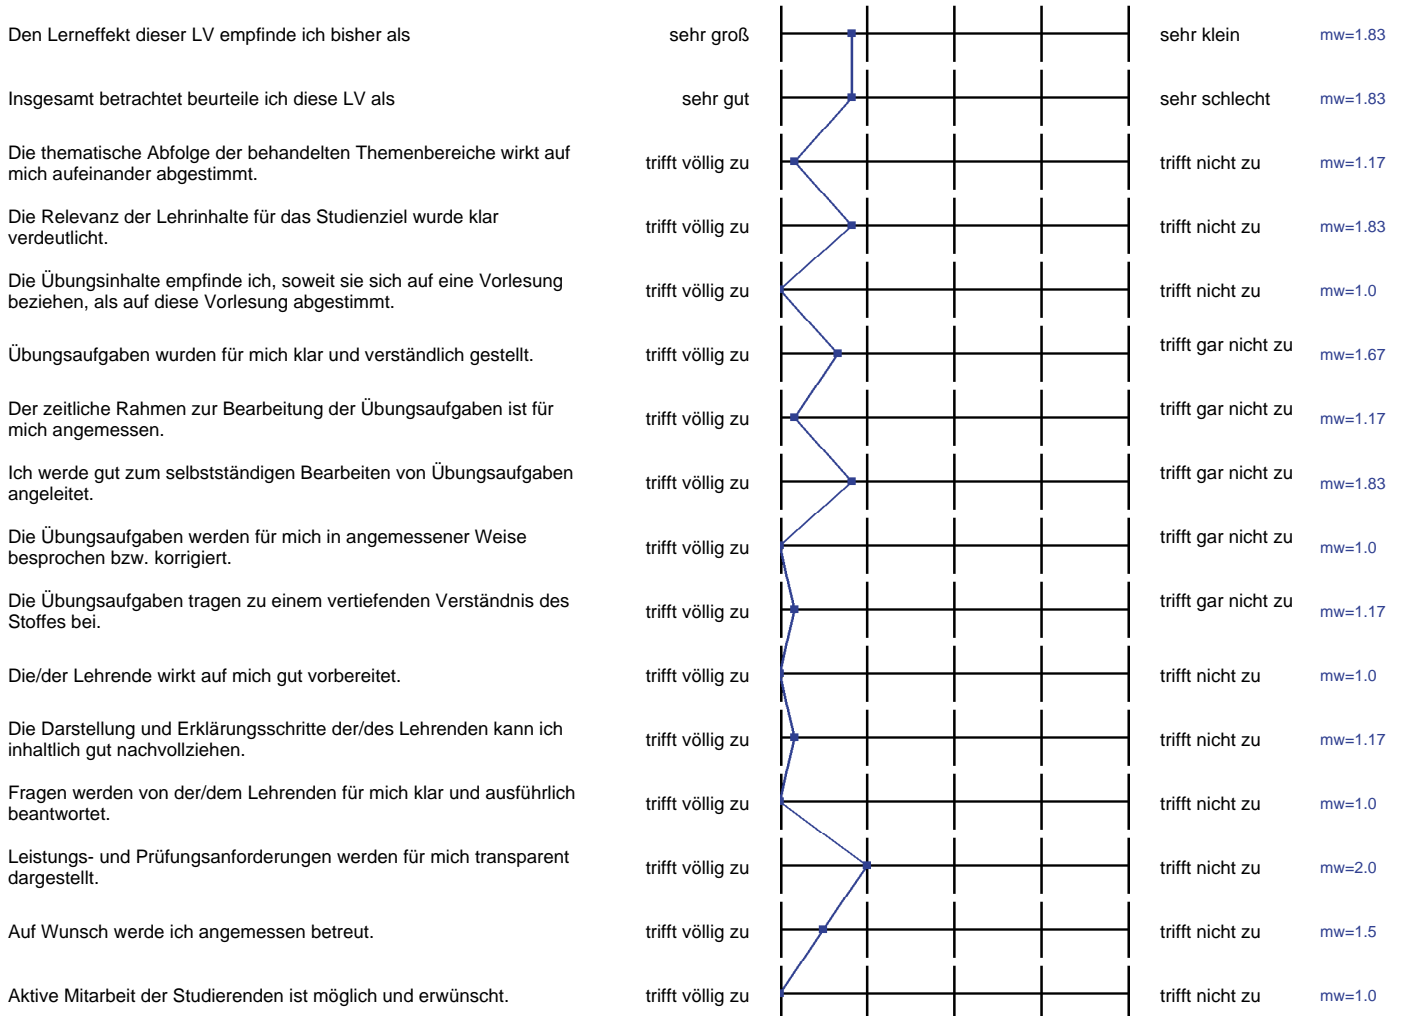 Den Lerneffekt dieser LV empfinde ich bisher als sehr groß sehr klein mw=1.83
Insgesamt betrachtet beurteile ich diese LV als sehr gut sehr schlecht mw=1.83
Die thematische Abfolge der behandelten Themenbereiche wirkt auf
mich aufeinander abgestimmt. trifft völlig zu trifft nicht zu mw=1.17
Die Relevanz der Lehrinhalte für das Studienziel wurde klar
verdeutlicht. trifft völlig zu trifft nicht zu mw=1.83
Die Übungsinhalte empfinde ich, soweit sie sich auf eine Vorlesung
beziehen, als auf diese Vorlesung abgestimmt. trifft völlig zu trifft nicht zu mw=1.0
Übungsaufgaben wurden für mich klar und verständlich gestellt. trifft völlig zu trifft gar nicht zu mw=1.67
Der zeitliche Rahmen zur Bearbeitung der Übungsaufgaben ist für
mich angemessen. trifft völlig zu trifft gar nicht zu mw=1.17
Ich werde gut zum selbstständigen Bearbeiten von Übungsaufgaben
angeleitet. trifft völlig zu trifft gar nicht zu mw=1.83
Die Übungsaufgaben werden für mich in angemessener Weise
besprochen bzw. korrigiert. trifft völlig zu trifft gar nicht zu mw=1.0
Die Übungsaufgaben tragen zu einem vertiefenden Verständnis des
Stoffes bei. trifft völlig zu trifft gar nicht zu mw=1.17
Die/der Lehrende wirkt auf mich gut vorbereitet. trifft völlig zu trifft nicht zu mw=1.0
Die Darstellung und Erklärungsschritte der/des Lehrenden kann ich
inhaltlich gut nachvollziehen. trifft völlig zu trifft nicht zu mw=1.17
Fragen werden von der/dem Lehrenden für mich klar und ausführlich
beantwortet. trifft völlig zu trifft nicht zu mw=1.0
Leistungs- und Prüfungsanforderungen werden für mich transparent
dargestellt. trifft völlig zu trifft nicht zu mw=2.0
Auf Wunsch werde ich angemessen betreut. trifft völlig zu trifft nicht zu mw=1.5
Aktive Mitarbeit der Studierenden ist möglich und erwünscht. trifft völlig zu trifft nicht zu mw=1.0